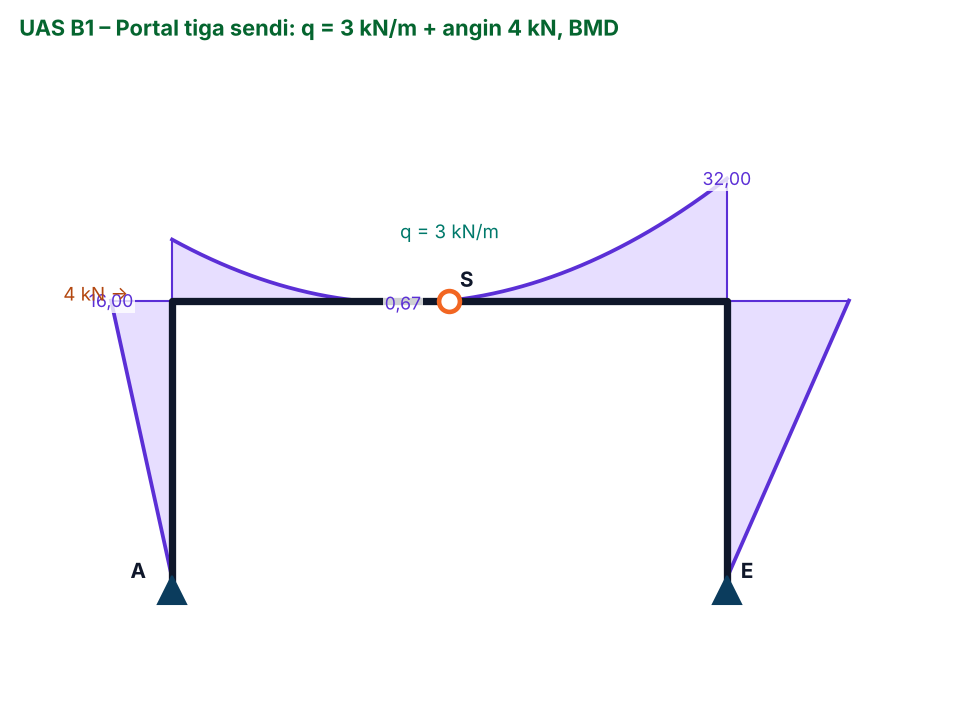 UAS B1 – Portal tiga sendi: q = 3 kN/m + angin 4 kN, BMD
32,00
q = 3 kN/m
S
4 kN →
16,00
0,67
A
E